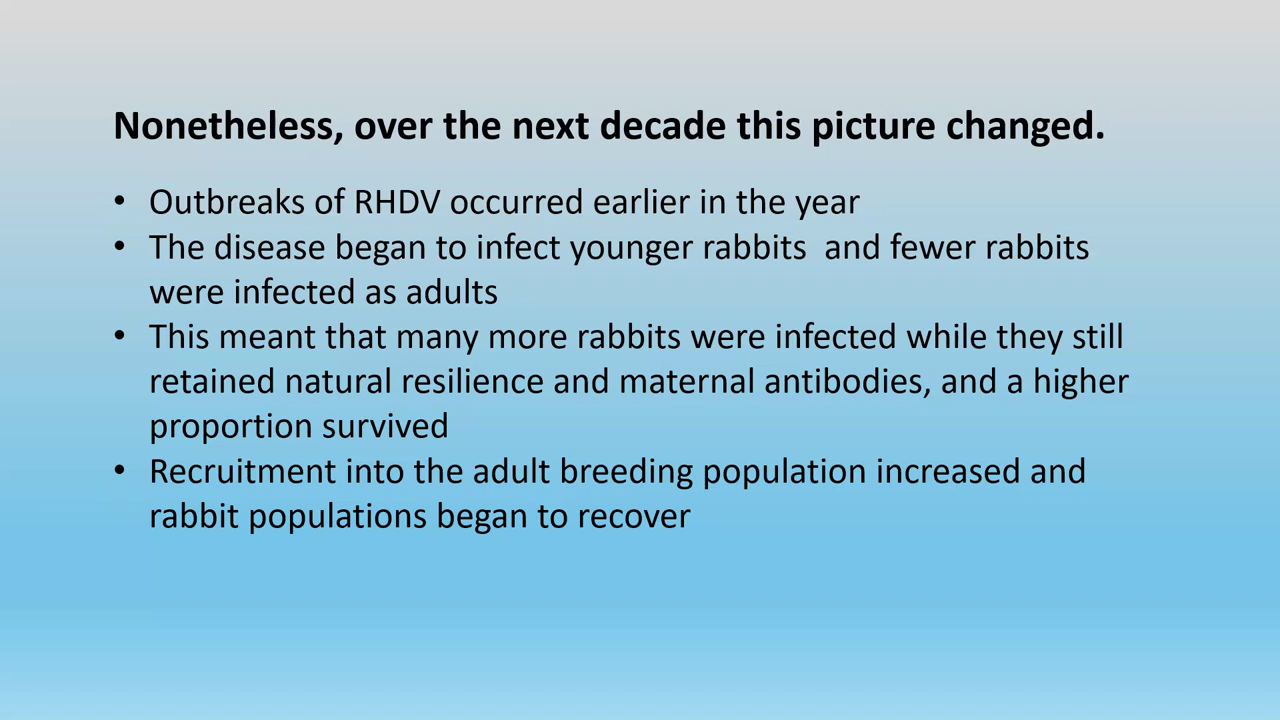 Nonetheless, over the next decade this picture changed.
• Outbreaks of RHDV occurred earlier in the year
• The disease began to infect younger rabbits  and fewer rabbits
were infected as adults
• This meant that many more rabbits were infected while they still
retained natural resilience and maternal antibodies, and a higher
proportion survived
• Recruitment into the adult breeding population increased and
rabbit populations began to recover